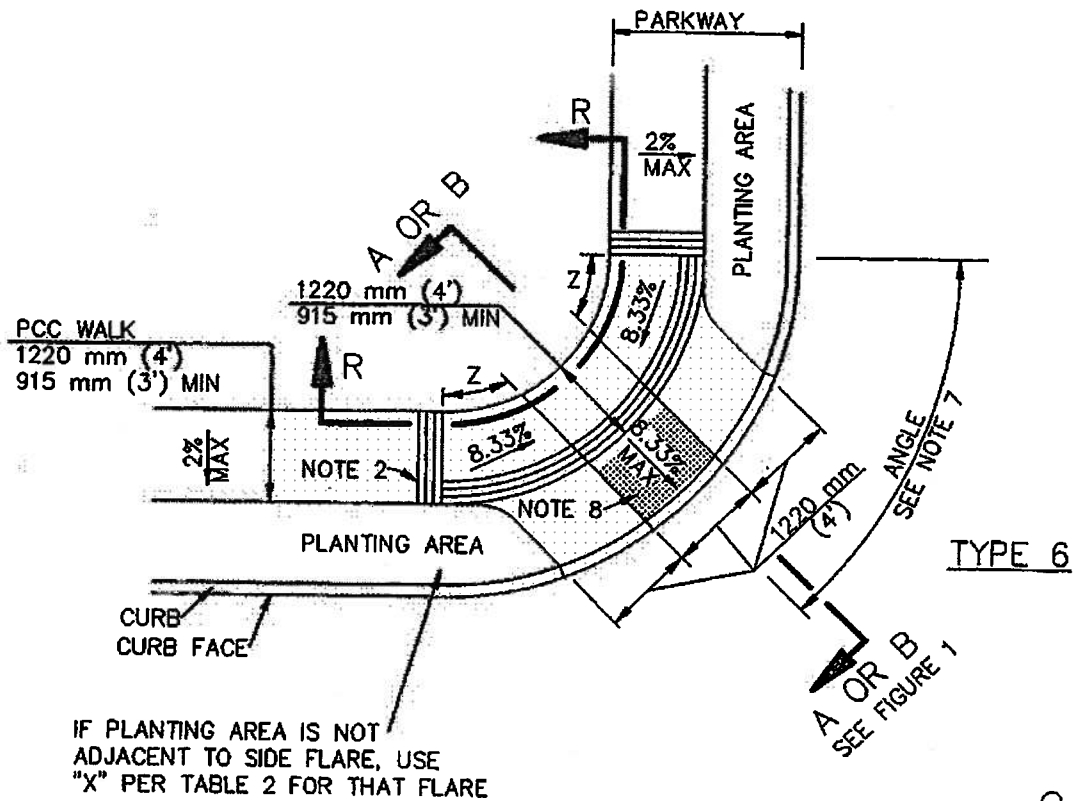 PARKWAY
R
2%
MAX
PLANTING AREA
A OR B
1220 mm (4')
915 mm (3') MIN
Z
8.33%
PCC WALK
1220 mm (4')
915 mm (3') MIN
R
Z
8.33%
8.33%
MAX
2%
MAX
NOTE 2
NOTE 8
ANGLE
SEE NOTE 7
1220 mm
(4')
PLANTING AREA
TYPE 6
CURB
CURB FACE
A OR B
SEE FIGURE 1
IF PLANTING AREA IS NOT
ADJACENT TO SIDE FLARE, USE
"X" PER TABLE 2 FOR THAT FLARE